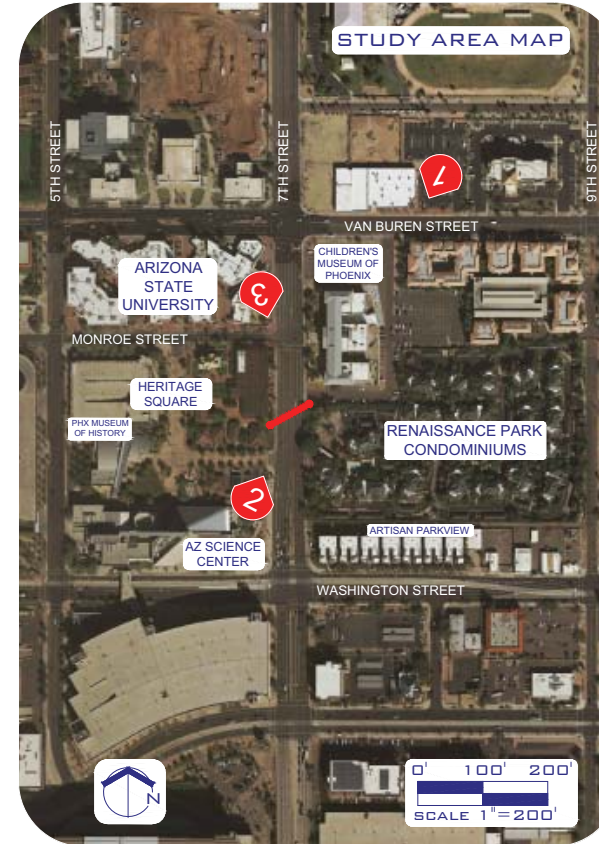 STUDY AREA MAP
5TH STREET
7TH STREET
9TH STREET
1
VAN BUREN STREET
CHILDREN'S
MUSEUM OF
PHOENIX
ARIZONA
STATE
UNIVERSITY
3
MONROE STREET
HERITAGE
SQUARE
PHX MUSEUM
OF HISTORY
RENAISSANCE PARK
CONDOMINIUMS
2
ARTISAN PARKVIEW
AZ SCIENCE
CENTER
WASHINGTON STREET
N
0' 100' 200'
SCALE 1"=200'